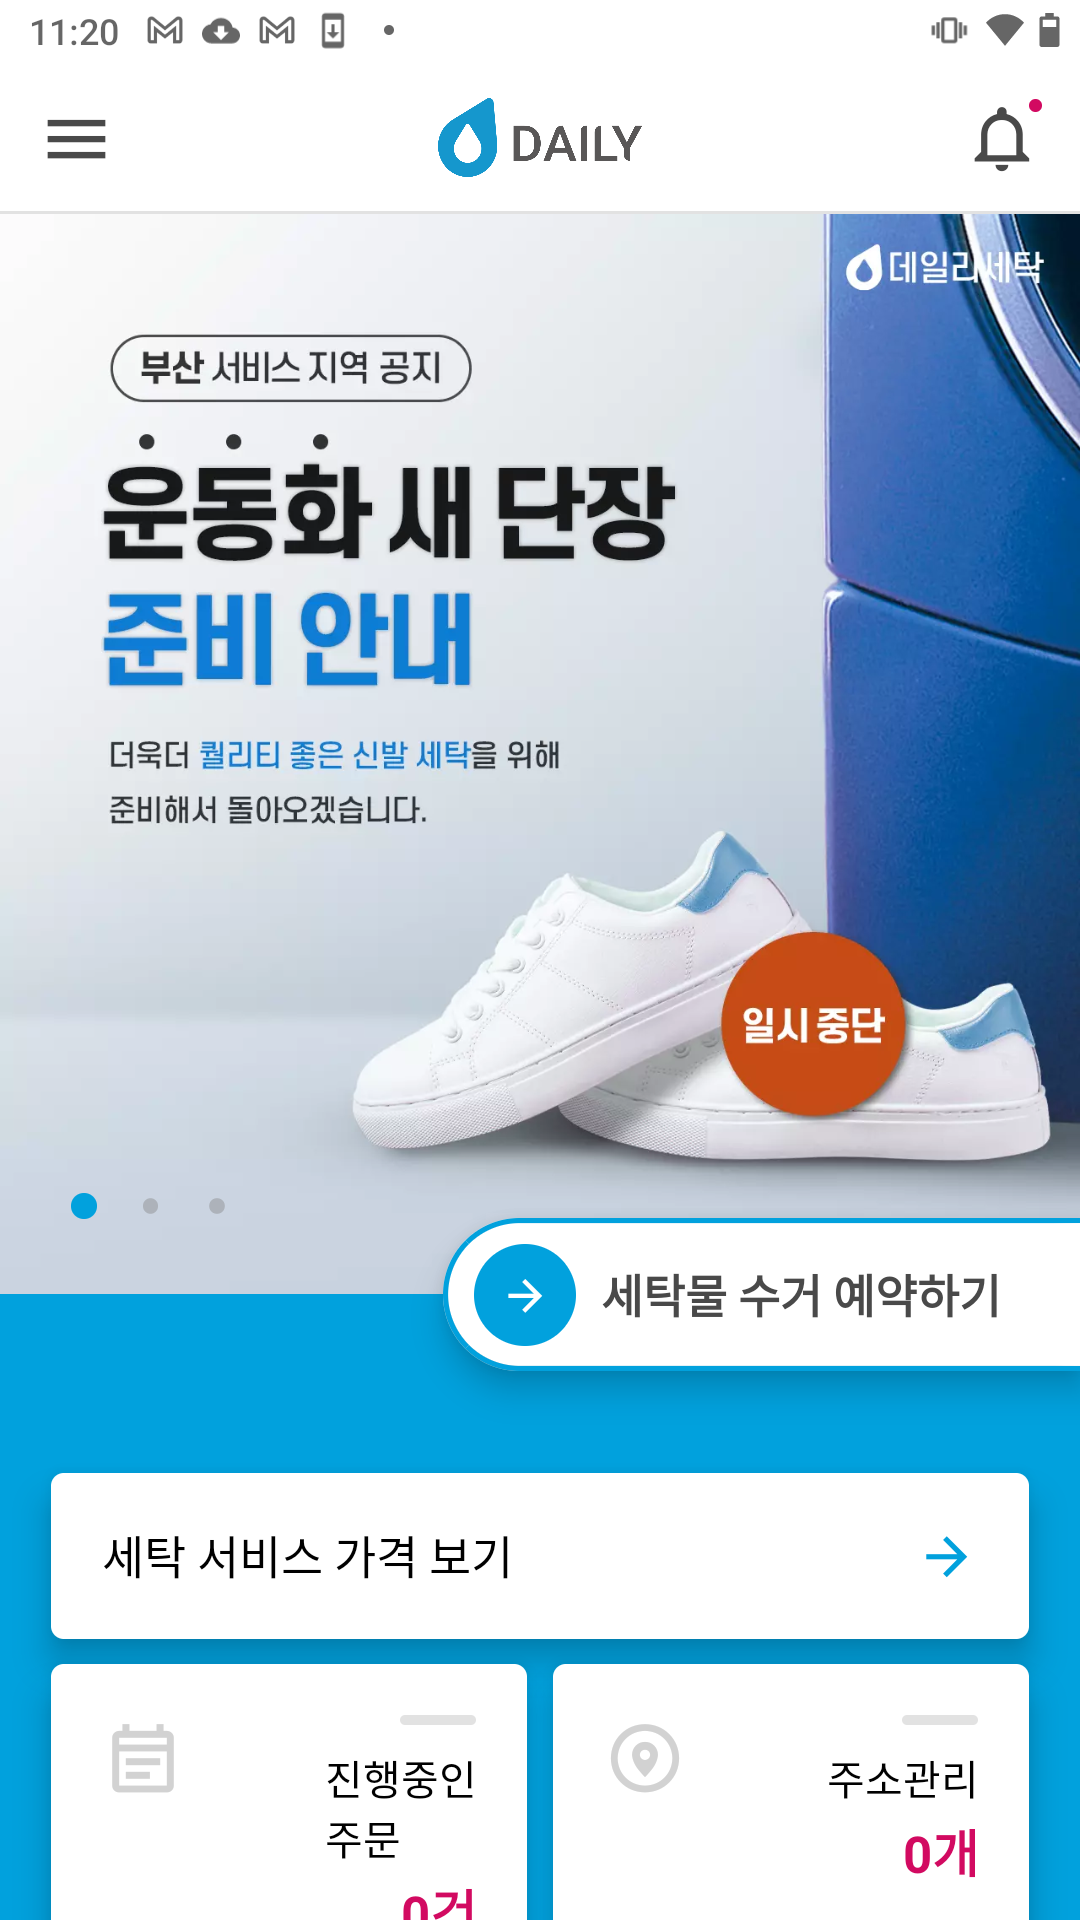 11:20
DAILY
데일리세탁
부산 서비스 지역 공지
운동화 새 단장
준비 안내
더욱더 퀄리티 좋은 신발 세탁을 위해
준비해서 돌아오겠습니다.
일시 중단
세탁물 수거 예약하기
세탁 서비스 가격 보기
진행중인
주문
0건
주소관리
0개